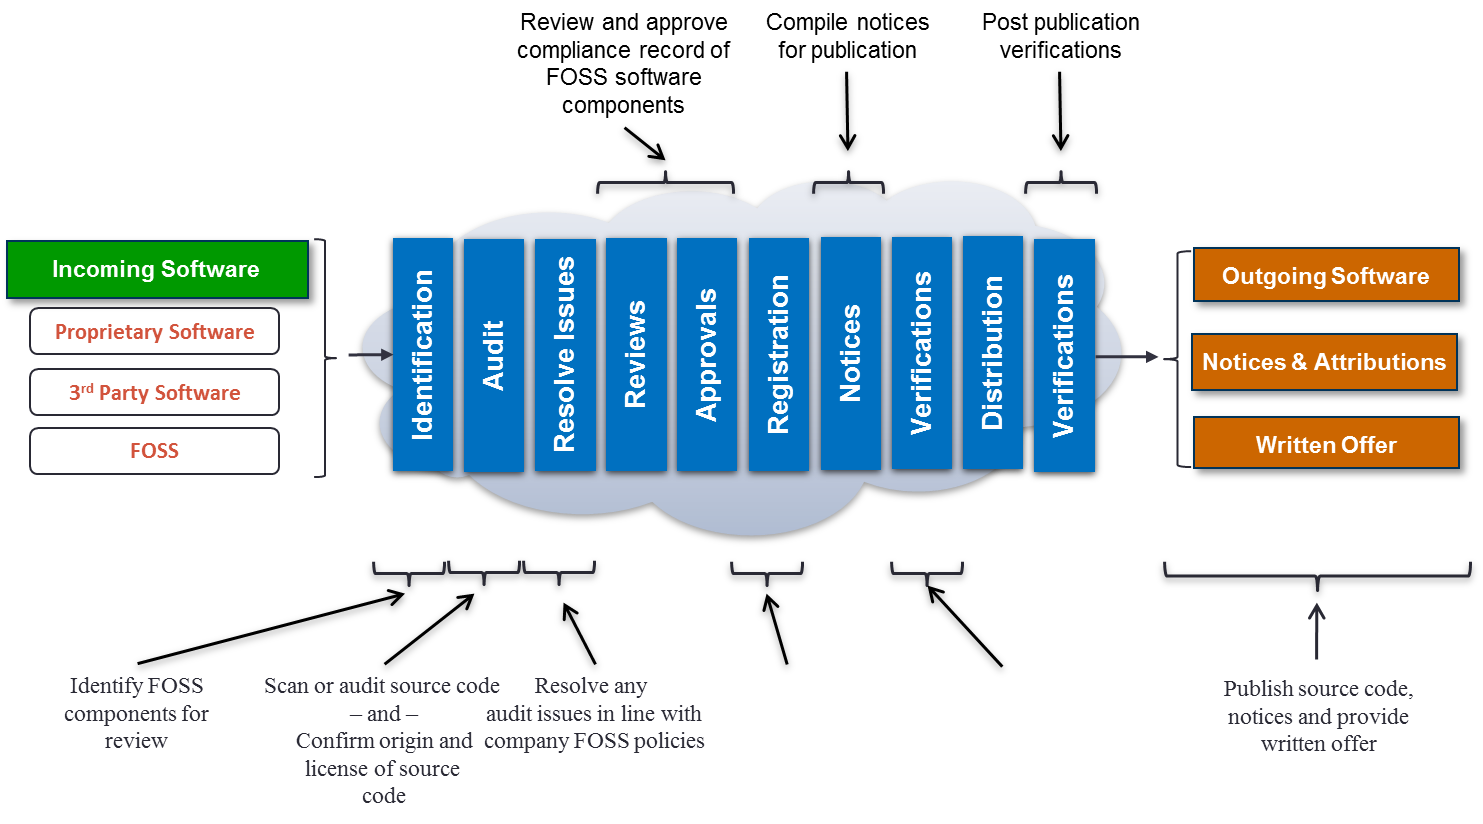 Review and approve
compliance record of
FOSS software
components
Compile notices
for publication
Post publication
verifications
Incoming Software
Proprietary Software
3rd Party Software
FOSS
Identification
Audit
Resolve Issues
Reviews
Approvals
Registration
Notices
Verifications
Distribution
Verifications
Outgoing Software
Notices & Attributions
Written Offer
Identify FOSS
components for
review
Scan or audit source code
– and –
Confirm origin and
license of source
code
Resolve any
audit issues in line with
company FOSS policies
Publish source code,
notices and provide
written offer